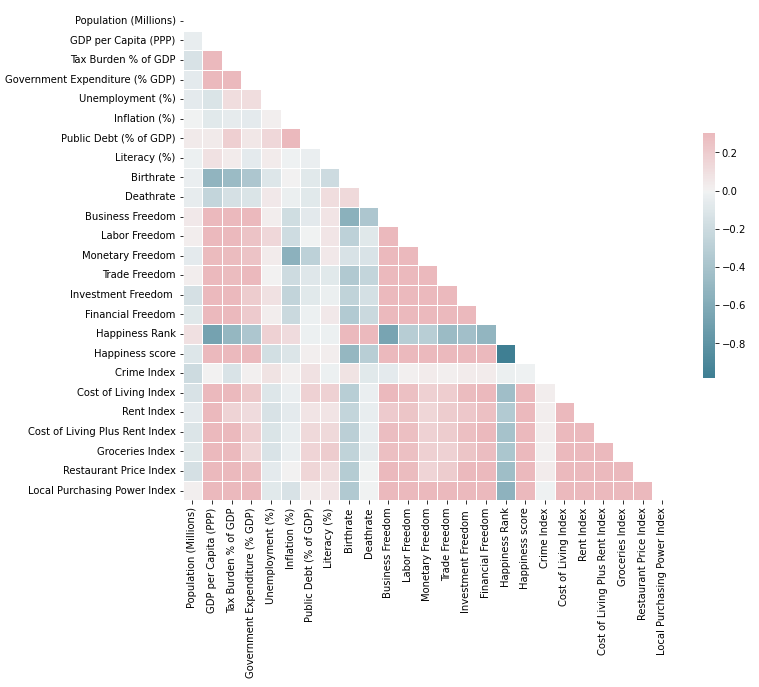 Population (Millions)
GDP per Capita (PPP)
Tax Burden % of GDP
Government Expenditure (% GDP)
Unemployment (%)
Inflation (%)
Public Debt (% of GDP)
Literacy (%)
Birthrate
Deathrate
Business Freedom
Labor Freedom
Monetary Freedom
Trade Freedom
Investment Freedom
Financial Freedom
Happiness Rank
Happiness score
Crime Index
Cost of Living Index
Rent Index
Cost of Living Plus Rent Index
Groceries Index
Restaurant Price Index
Local Purchasing Power Index
0.2
0.0
−0.2
−0.4
−0.6
−0.8
Population (Millions)
GDP per Capita (PPP)
Tax Burden % of GDP
Government Expenditure (% GDP)
Unemployment (%)
Inflation (%)
Public Debt (% of GDP)
Literacy (%)
Birthrate
Deathrate
Business Freedom
Labor Freedom
Monetary Freedom
Trade Freedom
Investment Freedom
Financial Freedom
Happiness Rank
Happiness score
Crime Index
Cost of Living Index
Rent Index
Cost of Living Plus Rent Index
Groceries Index
Restaurant Price Index
Local Purchasing Power Index